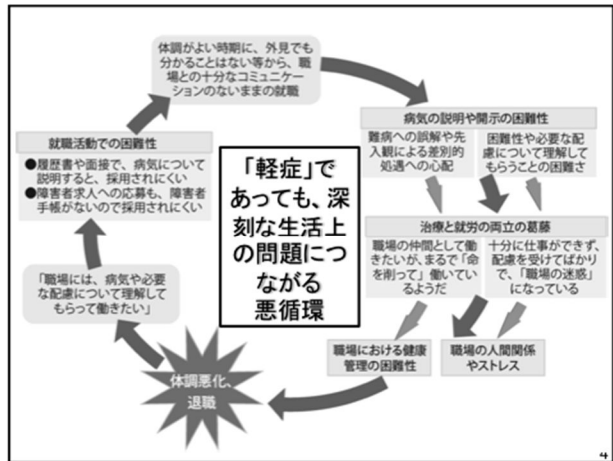 体調がよい時期に、外見でも
分かることはない等から、職
場との十分なコミュニケー
ションのないままの就職
病気の説明や開示の困難性
難病への誤解や先
入観による差別的
処遇への心配
困難性や必要な配
慮について理解して
もらうことの困難さ
治療と就労の両立の葛藤
職場の仲間として働
きたいが、まるで「命
を削って」働いてい
るようだ
十分に仕事ができず、
配慮を受けてばかり
で、「職場の迷惑」
になっている
職場における健康
管理の困難性
職場の人間関係
やストレス
体調悪化、
退職
「職場には、病気や必要
な配慮について理解して
もらって働きたい」
就職活動での困難性
●履歴書や面接で、病気について
説明すると、採用されにくい
●障害者求人への応募も、障害者
手帳がないので採用されにくい
「軽症」で
あっても、深
刻な生活上
の問題につ
ながる
悪循環
4